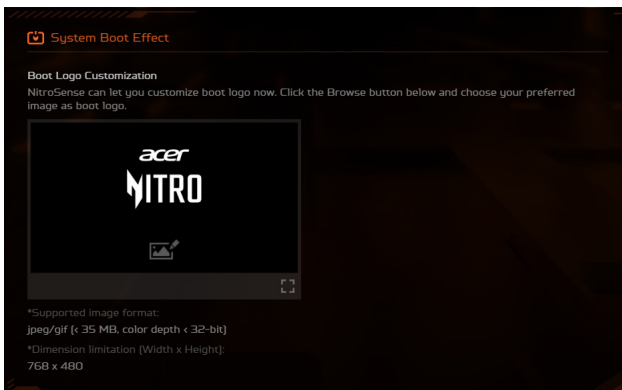 System Boot Effect
Boot Logo Customization
NitroSense can let you customize boot logo now. Click the Browse button below and choose your preferred
image as boot logo.
acer
NITRO
*Supported image format:
jpeg/gif (< 35 MB, color depth < 32-bit)
*Dimension limitation (Width x Height):
768 x 480